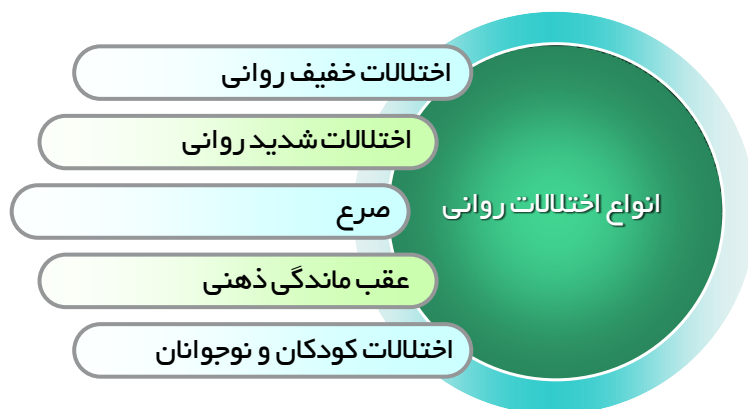 انواع اختلالات روانی
اختلالات خفیف روانی
اختلالات شدید روانی
صرع
عقب ماندگی ذهنی
اختلالات کودکان و نوجوانان